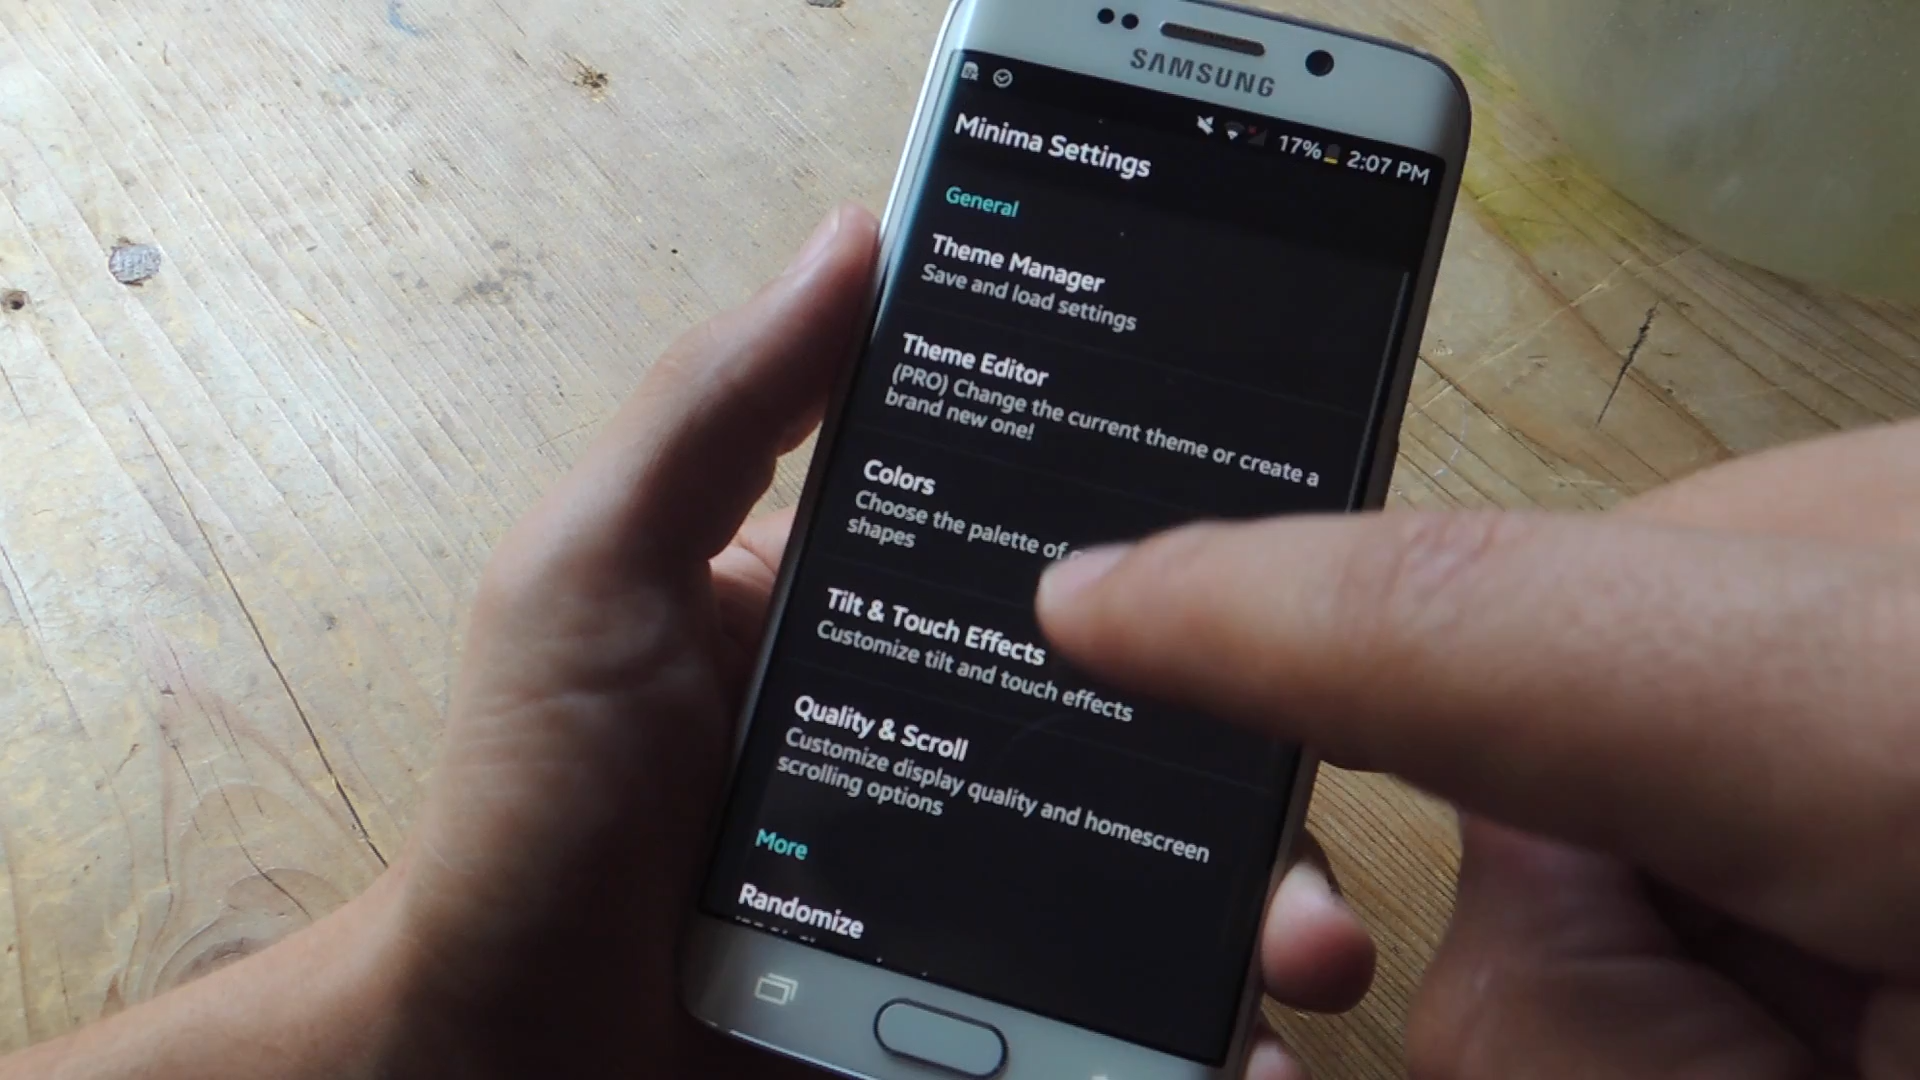 SAMSUNG
17% 2:07 PM
Minima Settings
General
Theme Manager
Save and load settings
Theme Editor
(PRO) Change the current theme or create a
brand new one!
Colors
Choose the palette of
shapes
Tilt & Touch Effects
Customize tilt and touch effects
Quality & Scroll
Customize display quality and homescreen
scrolling options
More
Randomize